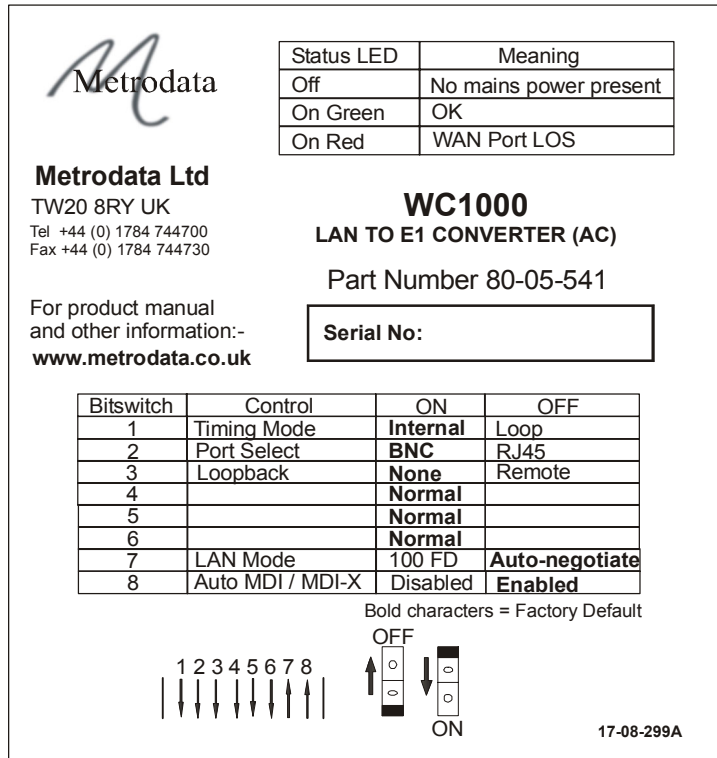 Metrodata
Status LED Meaning
Off No mains power present
On Green OK
On Red WAN Port LOS
Metrodata Ltd
TW20 8RY UK
Tel +44 (0) 1784 744700
Fax +44 (0) 1784 744730
WC1000
LAN TO E1 CONVERTER (AC)
Part Number 80-05-541
For product manual
and other information:-
www.metrodata.co.uk
Serial No:
Bitswitch Control ON OFF
1 Timing Mode Internal Loop
2 Port Select BNC RJ45
3 Loopback None Remote
4 Normal
5 Normal
6 Normal
7 LAN Mode 100 FD Auto-negotiate
8 Auto MDI / MDI-X Disabled Enabled
Bold characters = Factory Default
OFF
1 2 3 4 5 6 7 8
ON
17-08-299A